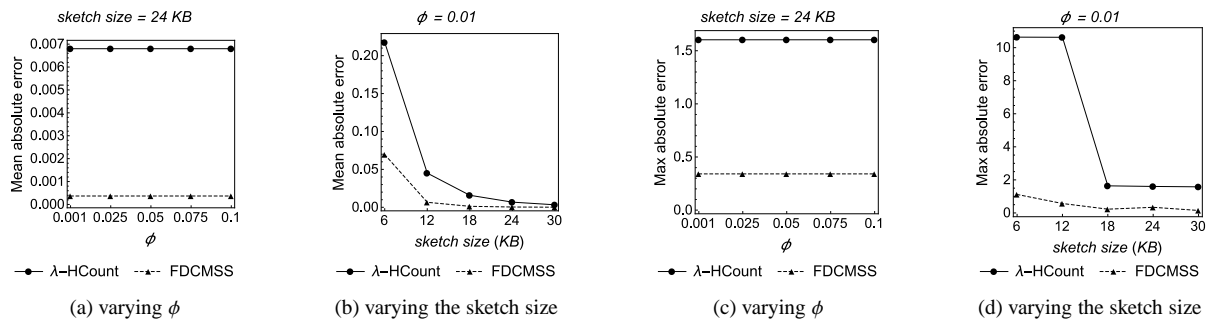 sketch size = 24 KB
Mean absolute error
0.007
0.006
0.005
0.004
0.003
0.002
0.001
0.000
0.001 0.025 0.05 0.075 0.1
ϕ
λ−HCount FDCMSS
(a) varying ϕ
ϕ = 0.01
Mean absolute error
0.20
0.15
0.10
0.05
0.00
6 12 18 24 30
sketch size (KB)
λ−HCount FDCMSS
(b) varying the sketch size
sketch size = 24 KB
Max absolute error
1.5
1.0
0.5
0.0
0.001 0.025 0.05 0.075 0.1
ϕ
λ−HCount FDCMSS
(c) varying ϕ
ϕ = 0.01
Max absolute error
10
8
6
4
2
0
6 12 18 24 30
sketch size (KB)
λ−HCount FDCMSS
(d) varying the sketch size